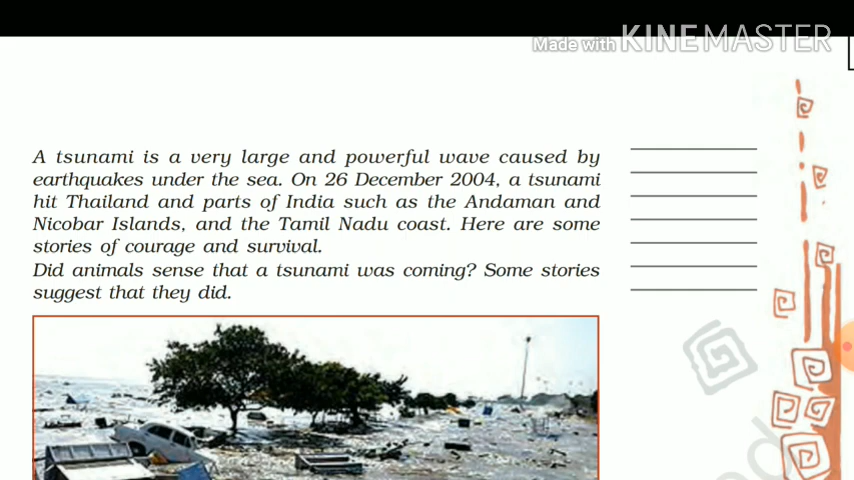 Made with KINEMASTER
A tsunami is a very large and powerful wave caused by
earthquakes under the sea. On 26 December 2004, a tsunami
hit Thailand and parts of India such as the Andaman and
Nicobar Islands, and the Tamil Nadu coast. Here are some
stories of courage and survival.
Did animals sense that a tsunami was coming? Some stories
suggest that they did.